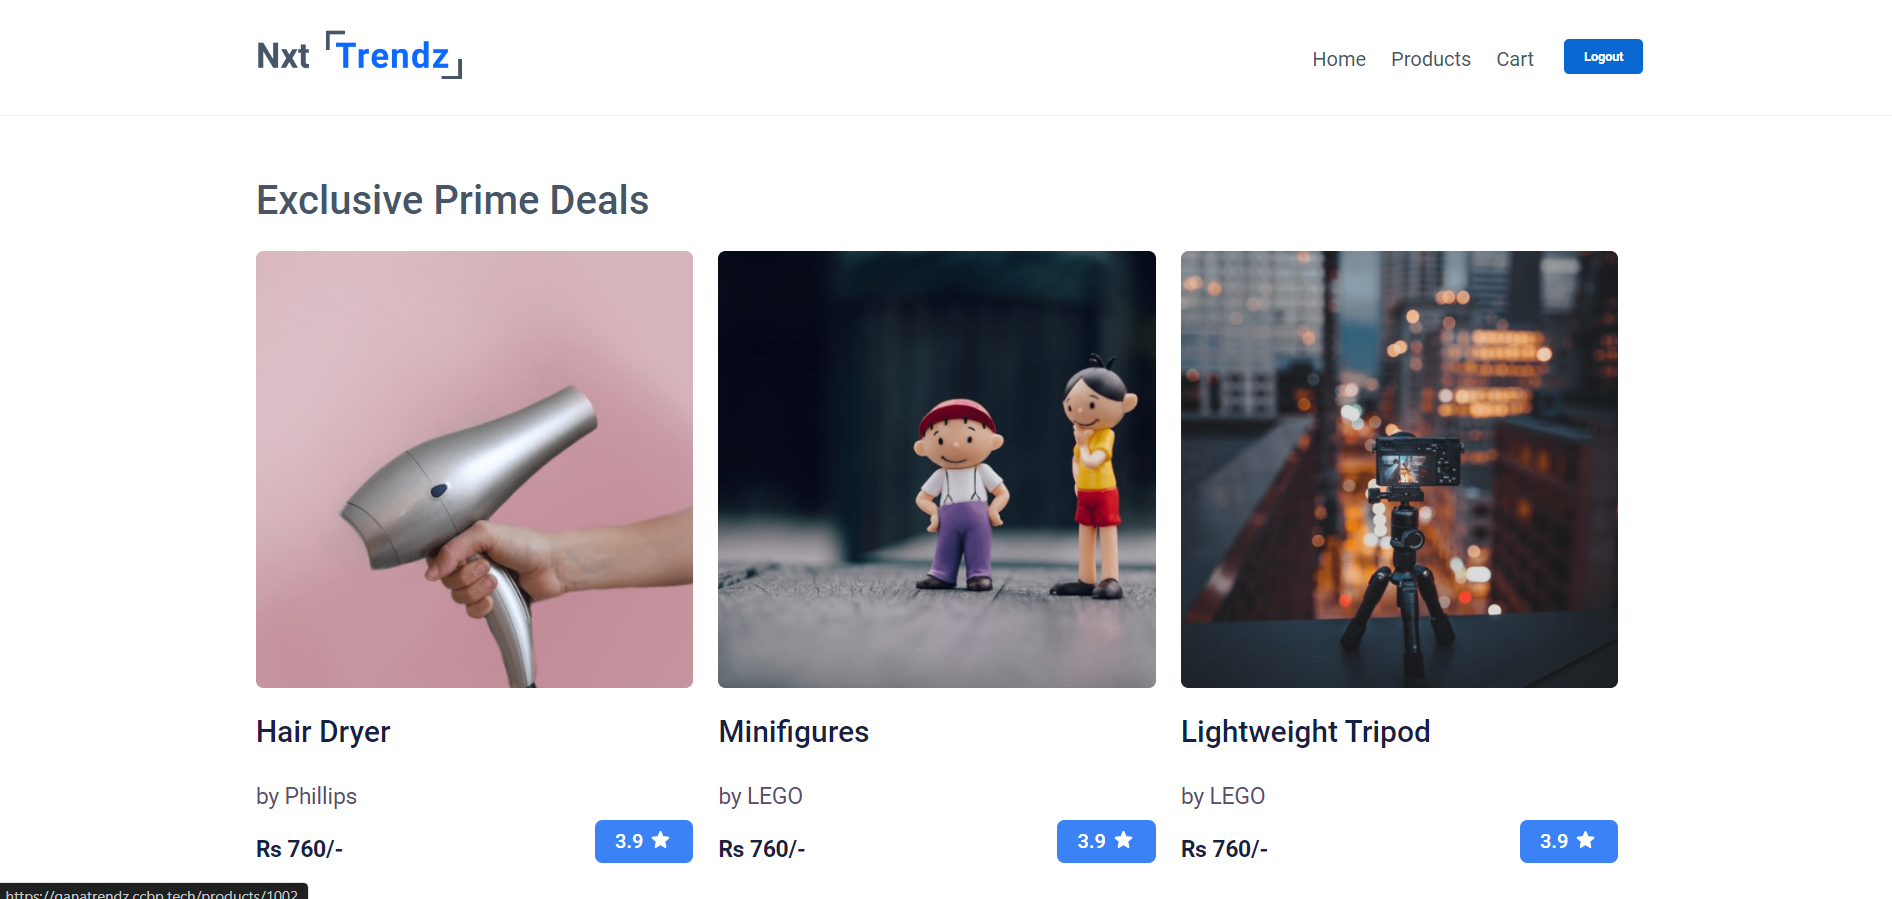 Nxt Trendz
Home Products Cart Logout
Exclusive Prime Deals
Hair Dryer
by Phillips
Rs 760/-
3.9
Minifigures
by LEGO
Rs 760/-
3.9
Lightweight Tripod
by LEGO
Rs 760/-
3.9
https://qanatrendz.ccbp.tech/products/1002